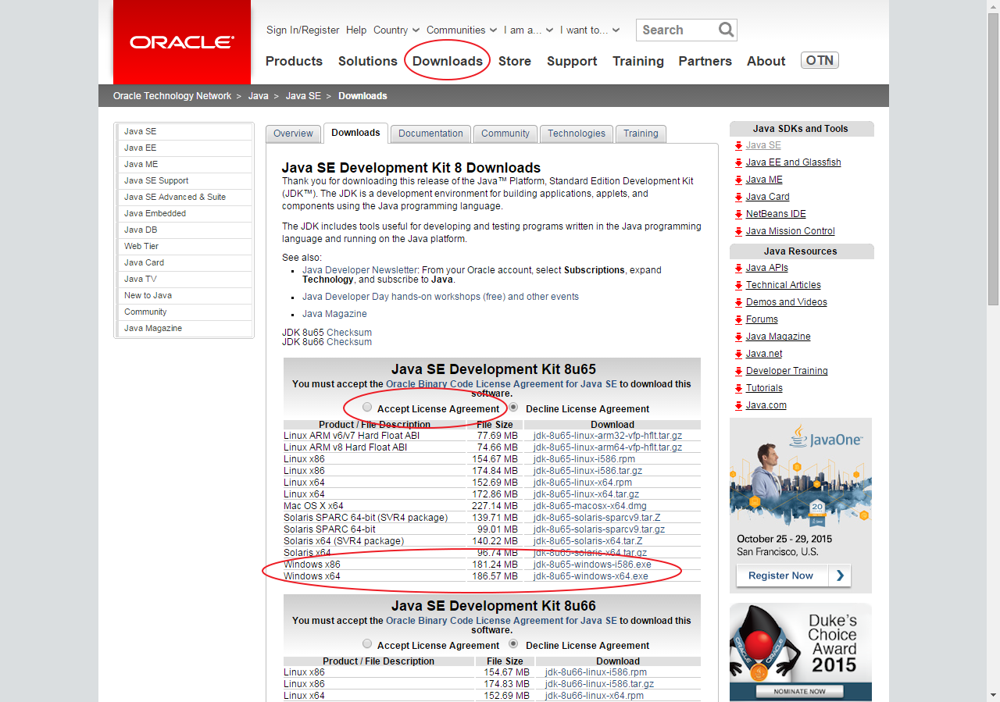 ORACLE
Sign In/Register Help Country Communities I am a... I want to... Search
Products Solutions Downloads Store Support Training Partners About OTN
Oracle Technology Network > Java > Java SE > Downloads
Java SE
Java EE
Java ME
Java SE Support
Java SE Advanced & Suite
Java Embedded
Java DB
Web Tier
Java Card
Java TV
New to Java
Community
Java Magazine
Overview Downloads Documentation Community Technologies Training
Java SE Development Kit 8 Downloads
Thank you for downloading this release of the Java™ Platform, Standard Edition Development Kit
(JDK™). The JDK is a development environment for building applications, applets, and
components using the Java programming language.
The JDK includes tools useful for developing and testing programs written in the Java programming
language and running on the Java platform.
See also:
Java Developer Newsletter: From your Oracle account, select Subscriptions, expand
Technology, and subscribe to Java.
Java Developer Day hands-on workshops (free) and other events
Java Magazine
JDK 8u65 Checksum
JDK 8u66 Checksum
Java SE Development Kit 8u65
You must accept the Oracle Binary Code License Agreement for Java SE to download this
software.
Accept License Agreement Decline License Agreement
Product / File Description File Size Download
Linux ARM v6/v7 Hard Float ABI 77.69 MB jdk-8u65-linux-arm32-vfp-hflt.tar.gz
Linux ARM v8 Hard Float ABI 74.66 MB jdk-8u65-linux-arm64-vfp-hflt.tar.gz
Linux x86 154.67 MB jdk-8u65-linux-i586.rpm
Linux x86 174.84 MB jdk-8u65-linux-i586.tar.gz
Linux x64 152.69 MB jdk-8u65-linux-x64.rpm
Linux x64 172.86 MB jdk-8u65-linux-x64.tar.gz
Mac OS X x64 227.14 MB jdk-8u65-macosx-x64.dmg
Solaris SPARC 64-bit (SVR4 package) 139.71 MB jdk-8u65-solaris-sparcv9.tar.Z
Solaris SPARC 64-bit 99.01 MB jdk-8u65-solaris-sparcv9.tar.gz
Solaris x64 (SVR4 package) 140.22 MB jdk-8u65-solaris-x64.tar.Z
Solaris x64 96.74 MB jdk-8u65-solaris-x64.tar.gz
Windows x86 181.24 MB jdk-8u65-windows-i586.exe
Windows x64 186.57 MB jdk-8u65-windows-x64.exe
Java SE Development Kit 8u66
You must accept the Oracle Binary Code License Agreement for Java SE to download this
software.
Accept License Agreement Decline License Agreement
Product / File Description File Size Download
Linux x86 154.67 MB jdk-8u66-linux-i586.rpm
Linux x86 174.83 MB jdk-8u66-linux-i586.tar.gz
Linux x64 152.69 MB jdk-8u66-linux-x64.rpm
Java SDKs and Tools
Java SE
Java EE and Glassfish
Java ME
Java Card
NetBeans IDE
Java Mission Control
Java Resources
Java APIs
Technical Articles
Demos and Videos
Forums
Java Magazine
Java.net
Developer Training
Tutorials
Java.com
JavaOne™
20
October 25 - 29, 2015
San Francisco, U.S.
Register Now
Duke's
Choice
Award
2015
ORACLE
ORACLE
NOMINATE NOW